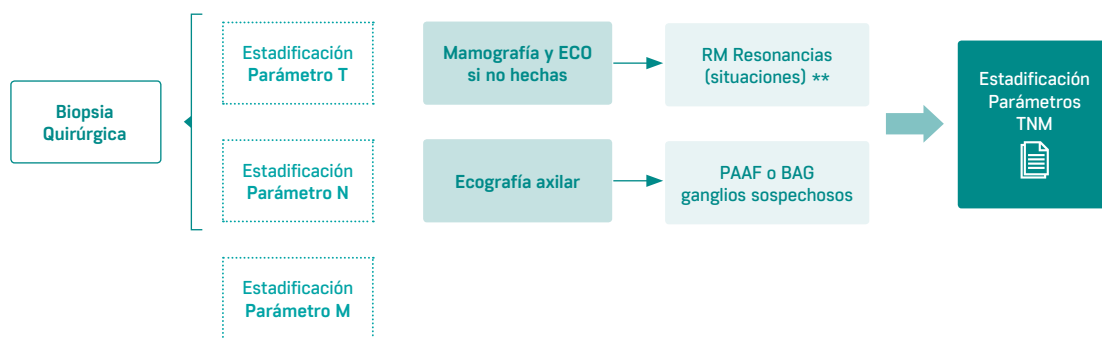 Biopsia
Quirúrgica
Estadificación
Parámetro T
Mamografía y ECO
si no hechas
RM Resonancias
(situaciones) **
Estadificación
Parámetro N
Ecografía axilar
PAAF o BAG
ganglios sospechosos
Estadificación
Parámetro M
Estadificación
Parámetros
TNM